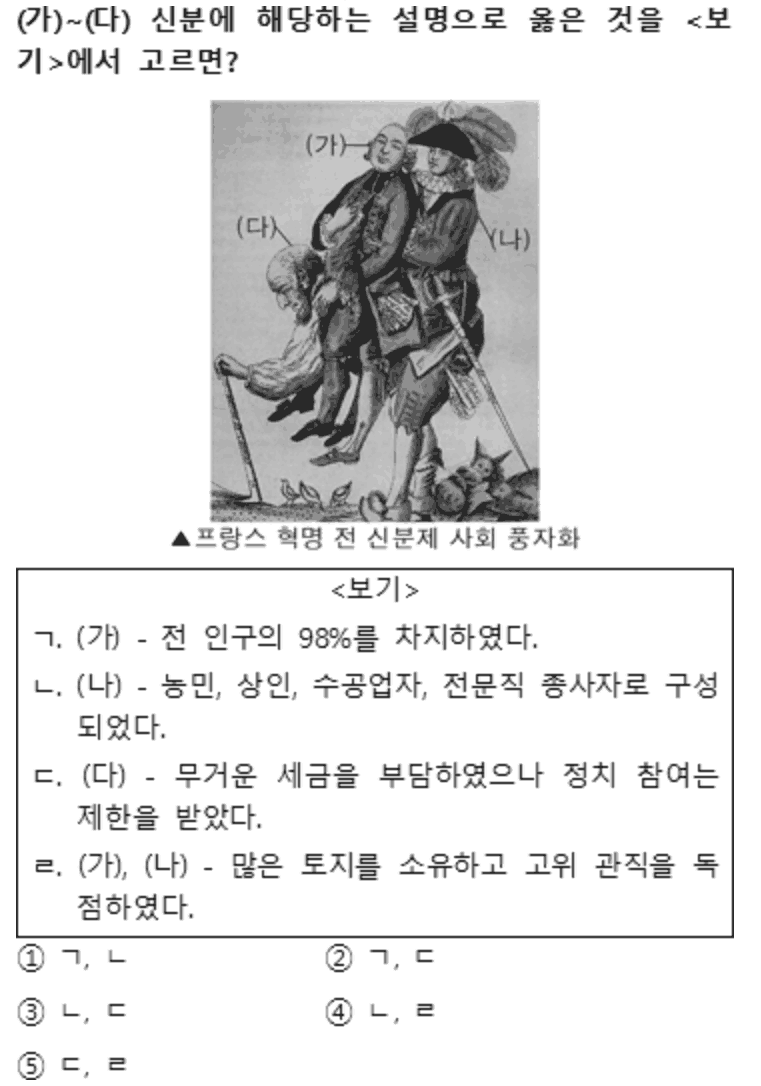 (가)~(다) 신분에 해당하는 설명으로 옳은 것을 <보
기>에서 고르면?
(가)
(다)
(나)
▲프랑스 혁명 전 신분제 사회 풍자화
<보기>
ㄱ. (가) - 전 인구의 98%를 차지하였다.
ㄴ. (나) - 농민, 상인, 수공업자, 전문직 종사자로 구성
되었다.
ㄷ. (다) - 무거운 세금을 부담하였으나 정치 참여는
제한을 받았다.
ㄹ. (가), (나) - 많은 토지를 소유하고 고위 관직을 독
점하였다.
① ㄱ, ㄴ ② ㄱ, ㄷ
③ ㄴ, ㄷ ④ ㄴ, ㄹ
⑤ ㄷ, ㄹ